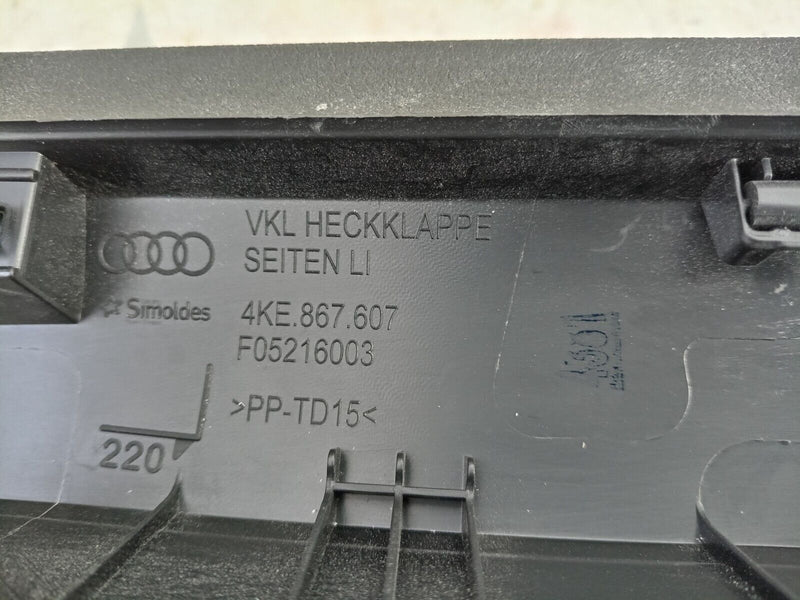 VKL HECKKLAPPE
SEITEN LI
Simoldes
4KE.867.607
F05216003
>PP-TD15<
220